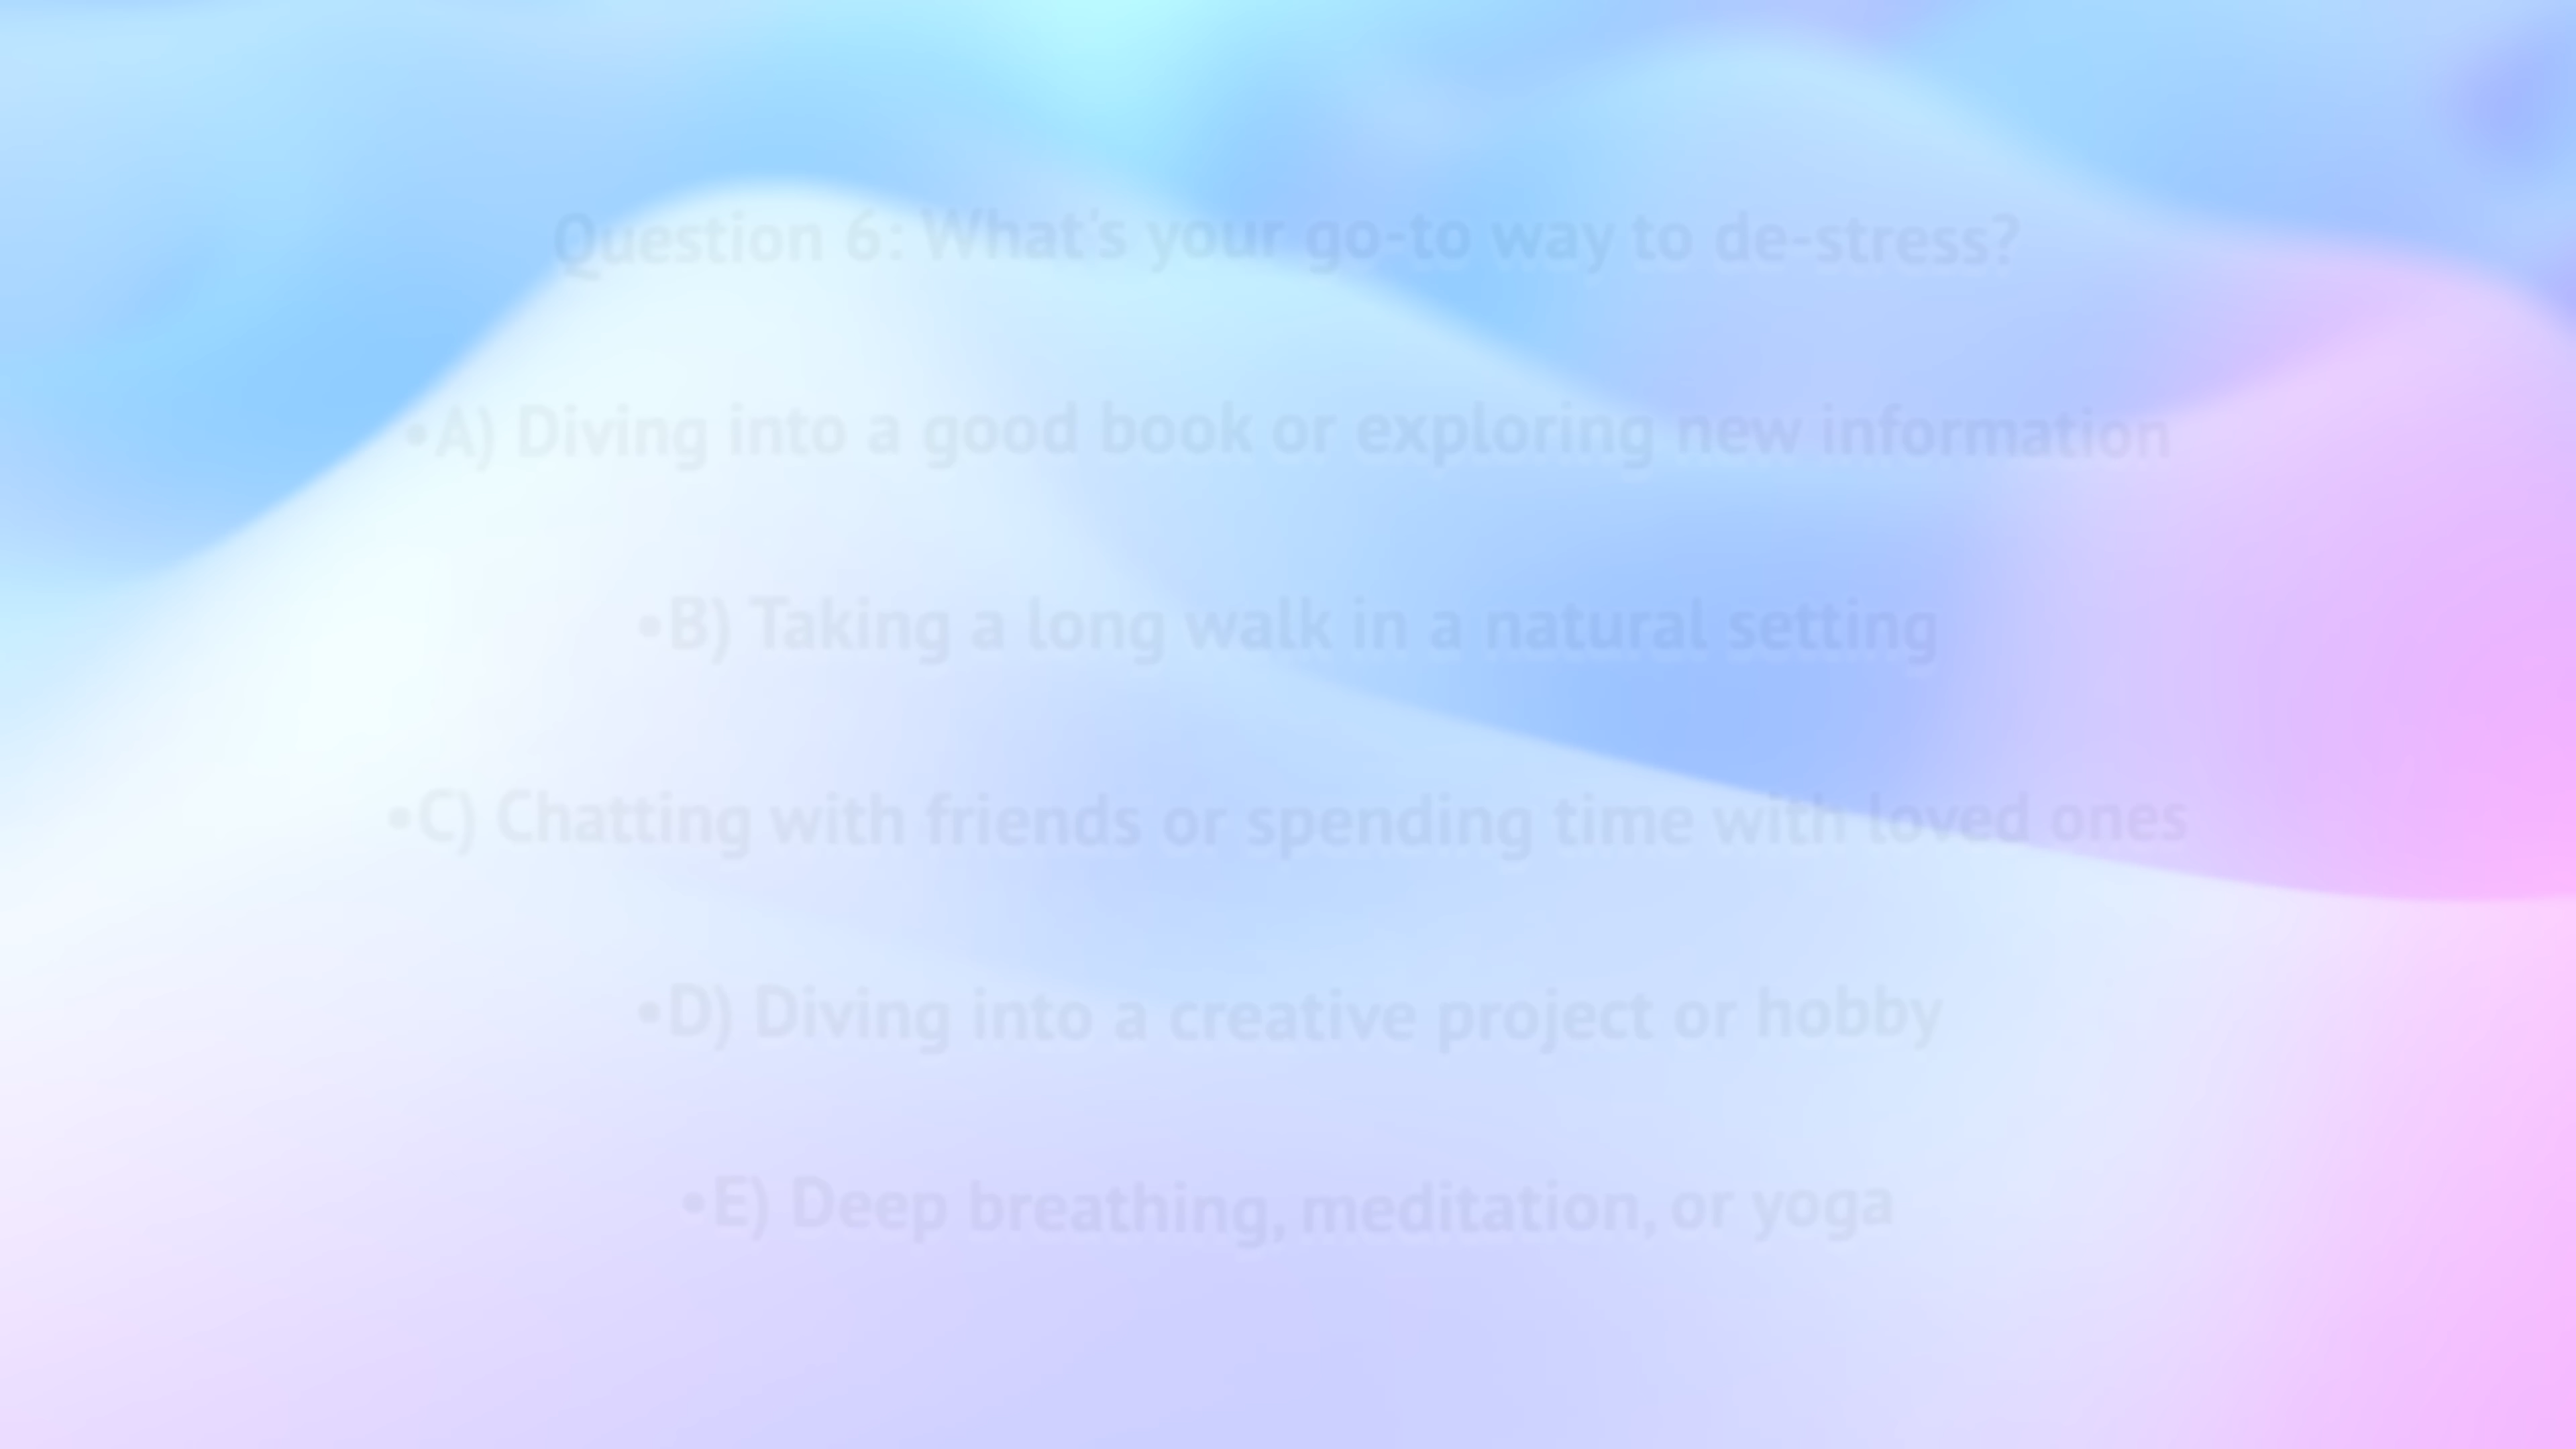 Question 6: What's your go-to way to de-stress?
•A) Diving into a good book or exploring new information
•B) Taking a long walk in a natural setting
•C) Chatting with friends or spending time with loved ones
•D) Diving into a creative project or hobby
•E) Deep breathing, meditation, or yoga